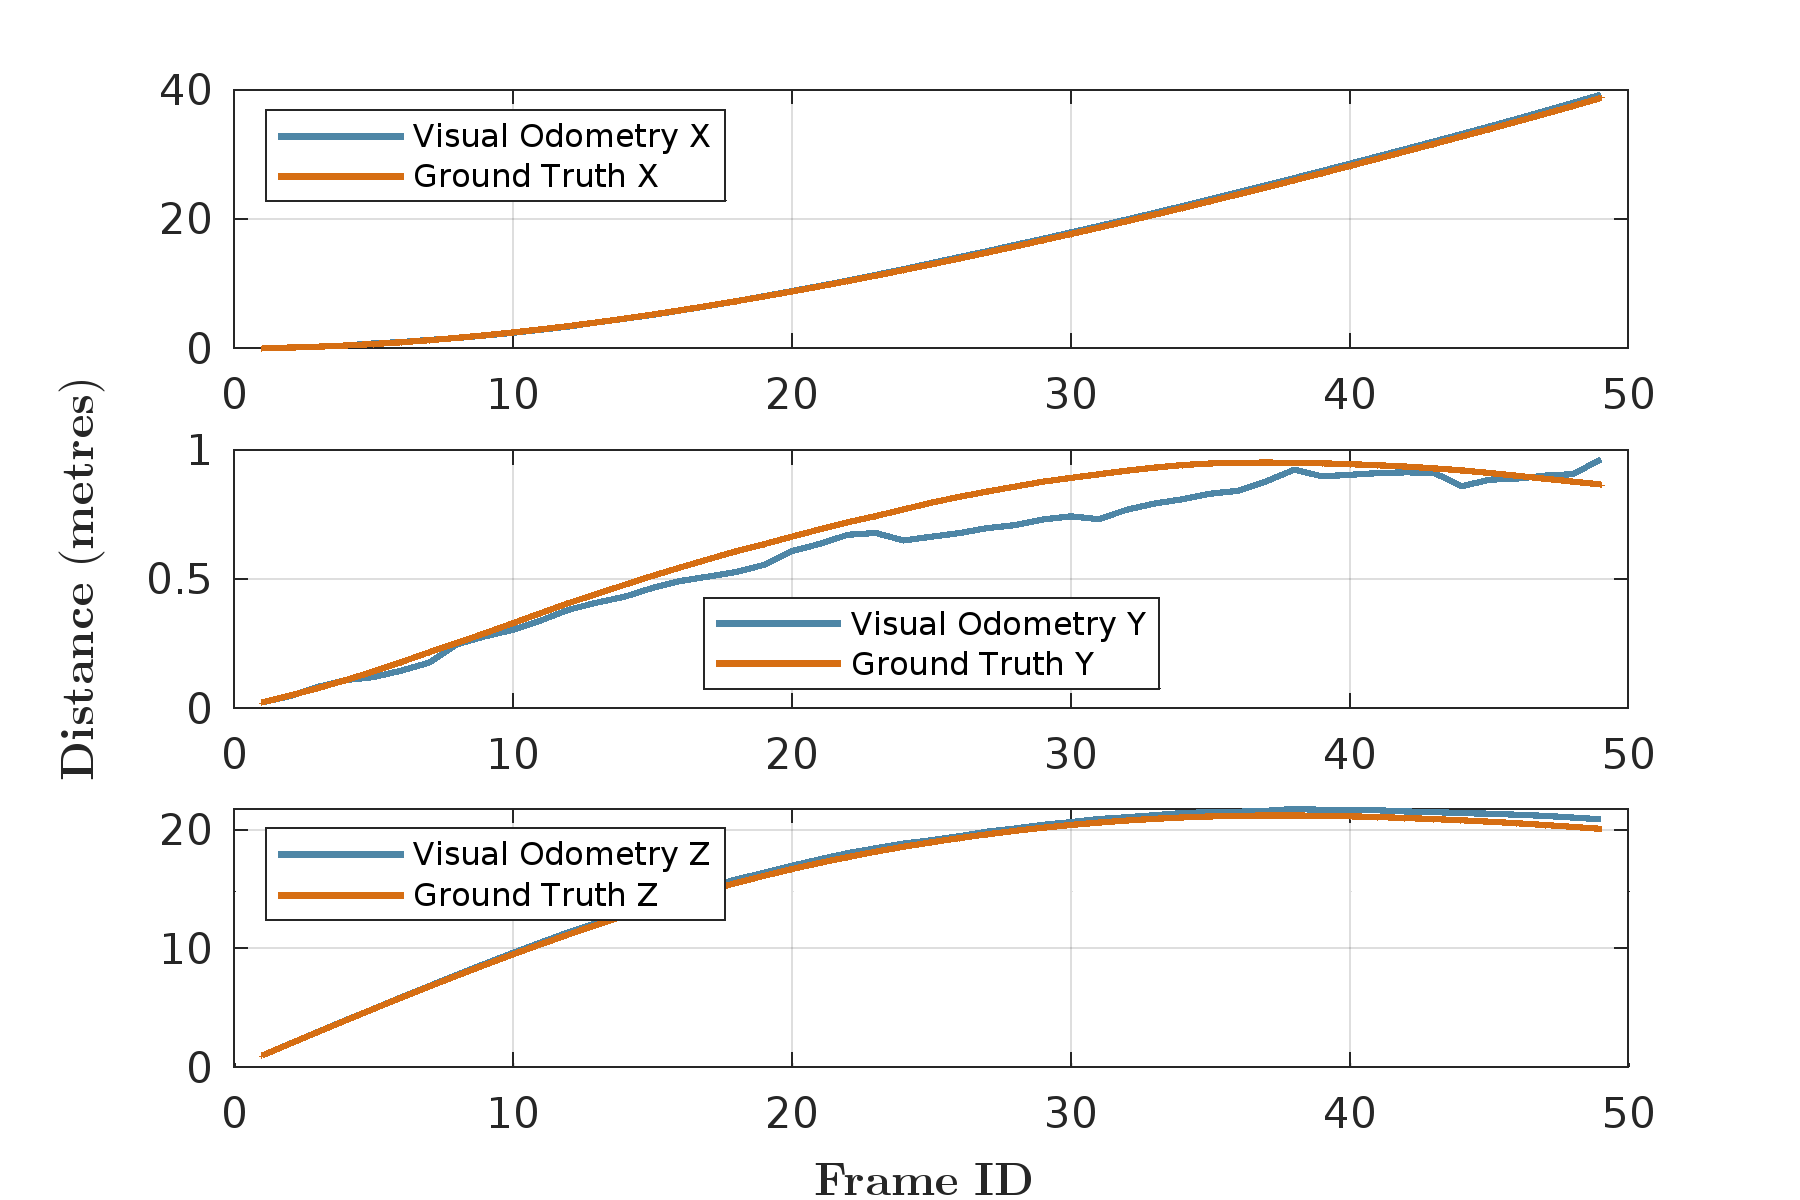 40
20
0
Visual Odometry X
Ground Truth X
0 10 20 30 40 50
Distance (metres)
1
0.5
0
Visual Odometry Y
Ground Truth Y
0 10 20 30 40 50
20
10
0
Visual Odometry Z
Ground Truth Z
0 10 20 30 40 50
Frame ID